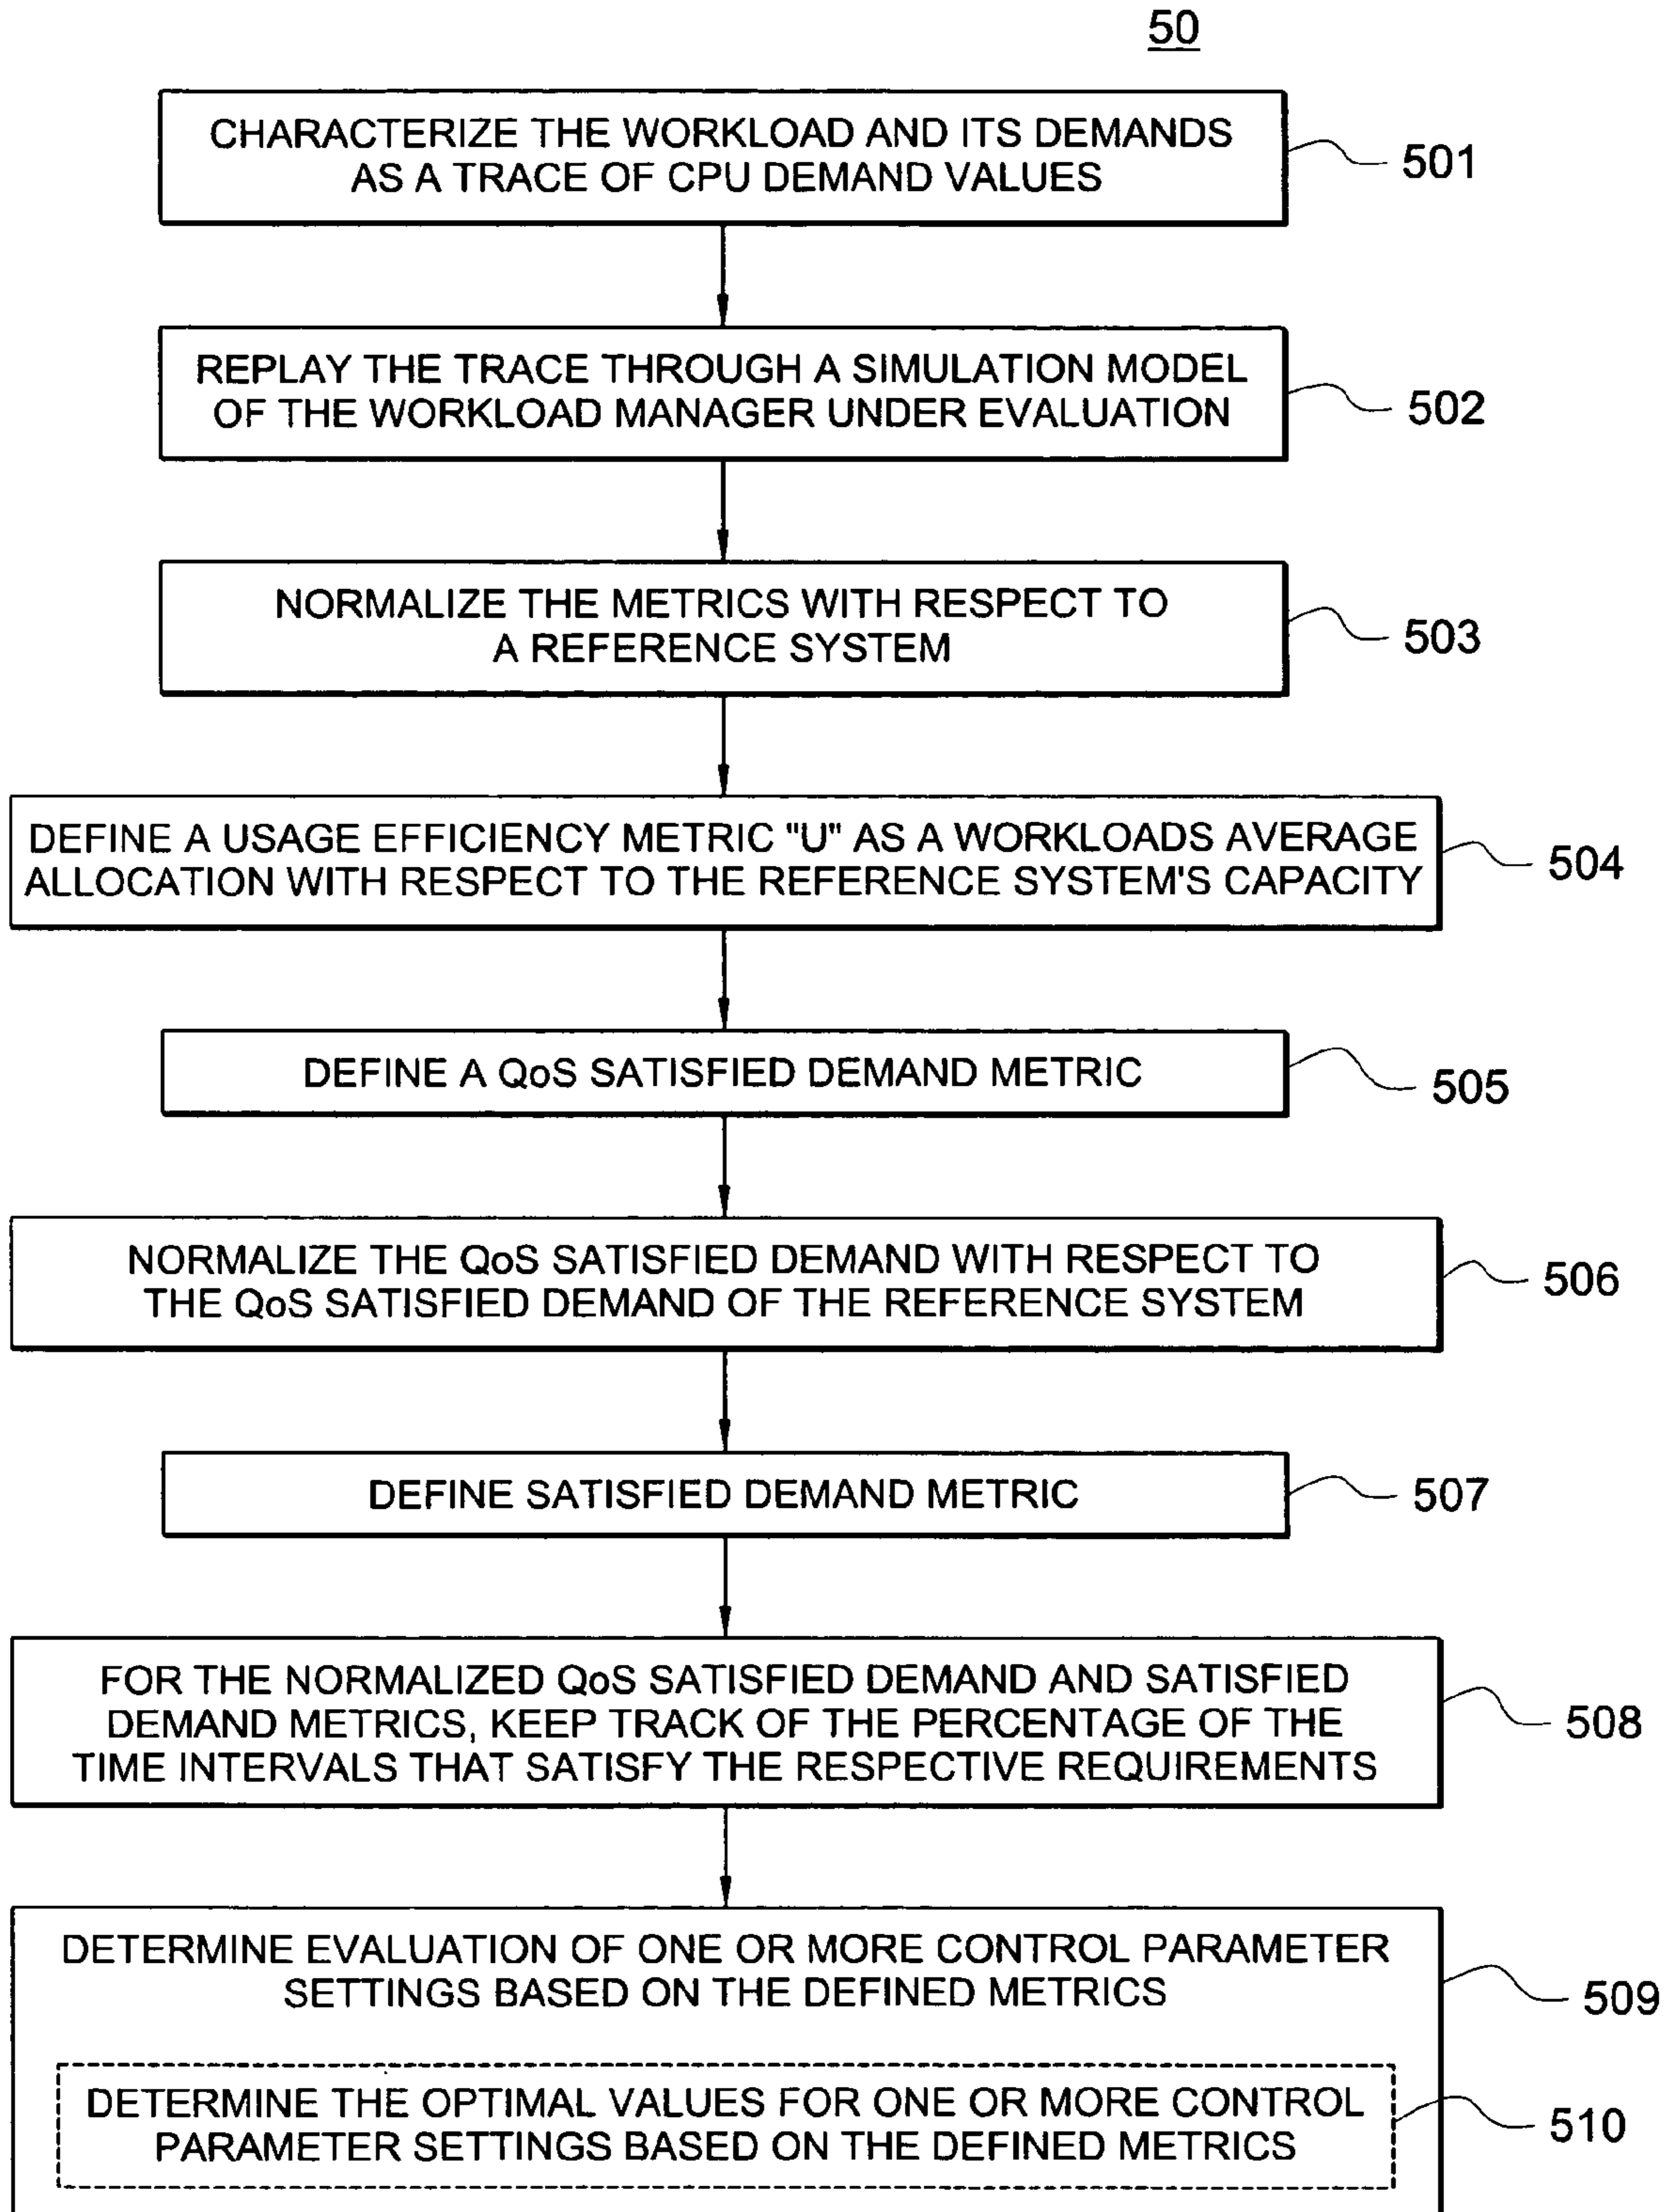 50
CHARACTERIZE THE WORKLOAD AND ITS DEMANDS
AS A TRACE OF CPU DEMAND VALUES
501
REPLAY THE TRACE THROUGH A SIMULATION MODEL
OF THE WORKLOAD MANAGER UNDER EVALUATION
502
NORMALIZE THE METRICS WITH RESPECT TO
A REFERENCE SYSTEM
503
DEFINE A USAGE EFFICIENCY METRIC "U" AS A WORKLOADS AVERAGE
ALLOCATION WITH RESPECT TO THE REFERENCE SYSTEM'S CAPACITY
504
DEFINE A QoS SATISFIED DEMAND METRIC
505
NORMALIZE THE QoS SATISFIED DEMAND WITH RESPECT TO
THE QoS SATISFIED DEMAND OF THE REFERENCE SYSTEM
506
DEFINE SATISFIED DEMAND METRIC
507
FOR THE NORMALIZED QoS SATISFIED DEMAND AND SATISFIED
DEMAND METRICS, KEEP TRACK OF THE PERCENTAGE OF THE
TIME INTERVALS THAT SATISFY THE RESPECTIVE REQUIREMENTS
508
DETERMINE EVALUATION OF ONE OR MORE CONTROL PARAMETER
SETTINGS BASED ON THE DEFINED METRICS
509
DETERMINE THE OPTIMAL VALUES FOR ONE OR MORE CONTROL
PARAMETER SETTINGS BASED ON THE DEFINED METRICS
510